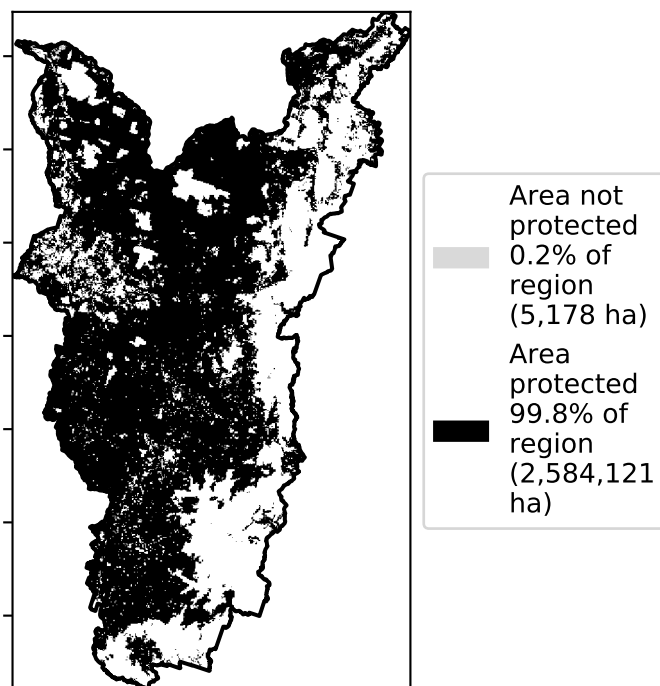 Area not
protected
0.2% of
region
(5,178 ha)
Area
protected
99.8% of
region
(2,584,121
ha)